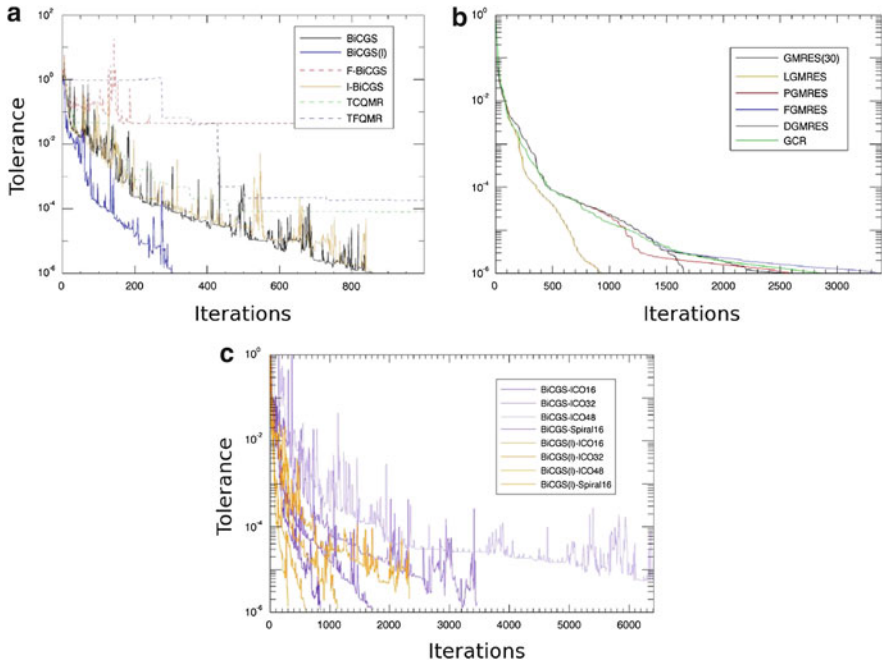 a
Tolerance
10^0
10^-2
10^-4
10^-6
0 200 400 600 800
Iterations
BiCGS
BiCGS(l)
F-BiCGS
I-BiCGS
TCQMR
TFQMR
b
10^0
10^-2
10^-4
10^-6
0 500 1000 1500 2000 2500 3000
Iterations
GMRES(30)
LGMRES
PGMRES
FGMRES
DGMRES
GCR
c
Tolerance
10^0
10^-2
10^-4
10^-6
0 1000 2000 3000 4000 5000 6000
Iterations
BiCGS-ICO16
BiCGS-ICO32
BiCGS-ICO48
BiCGS-Spiral16
BiCGS(l)-ICO16
BiCGS(l)-ICO32
BiCGS(l)-ICO48
BiCGS(l)-Spiral16